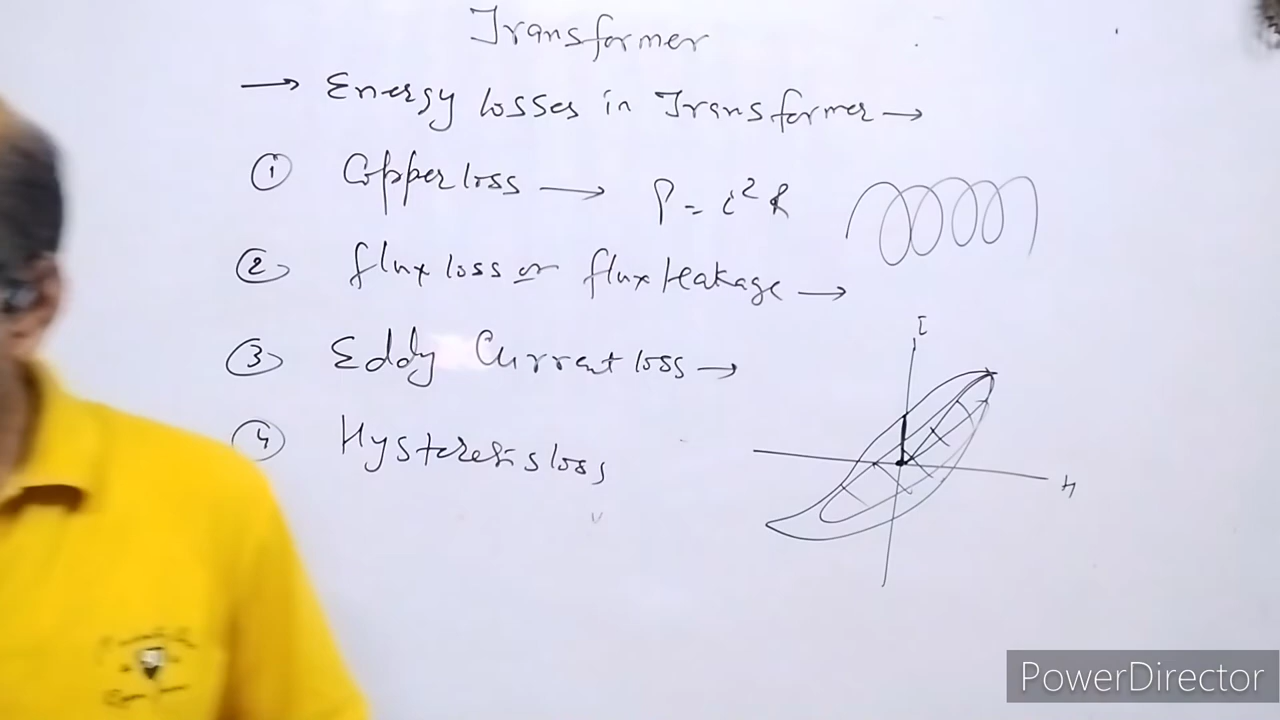 Transformer
→ Energy losses in Transformer →
① Copper loss → P = i² R
② flux loss or flux leakage →
③ Eddy Current loss →
④ Hysteresis loss
I
H
PowerDirector